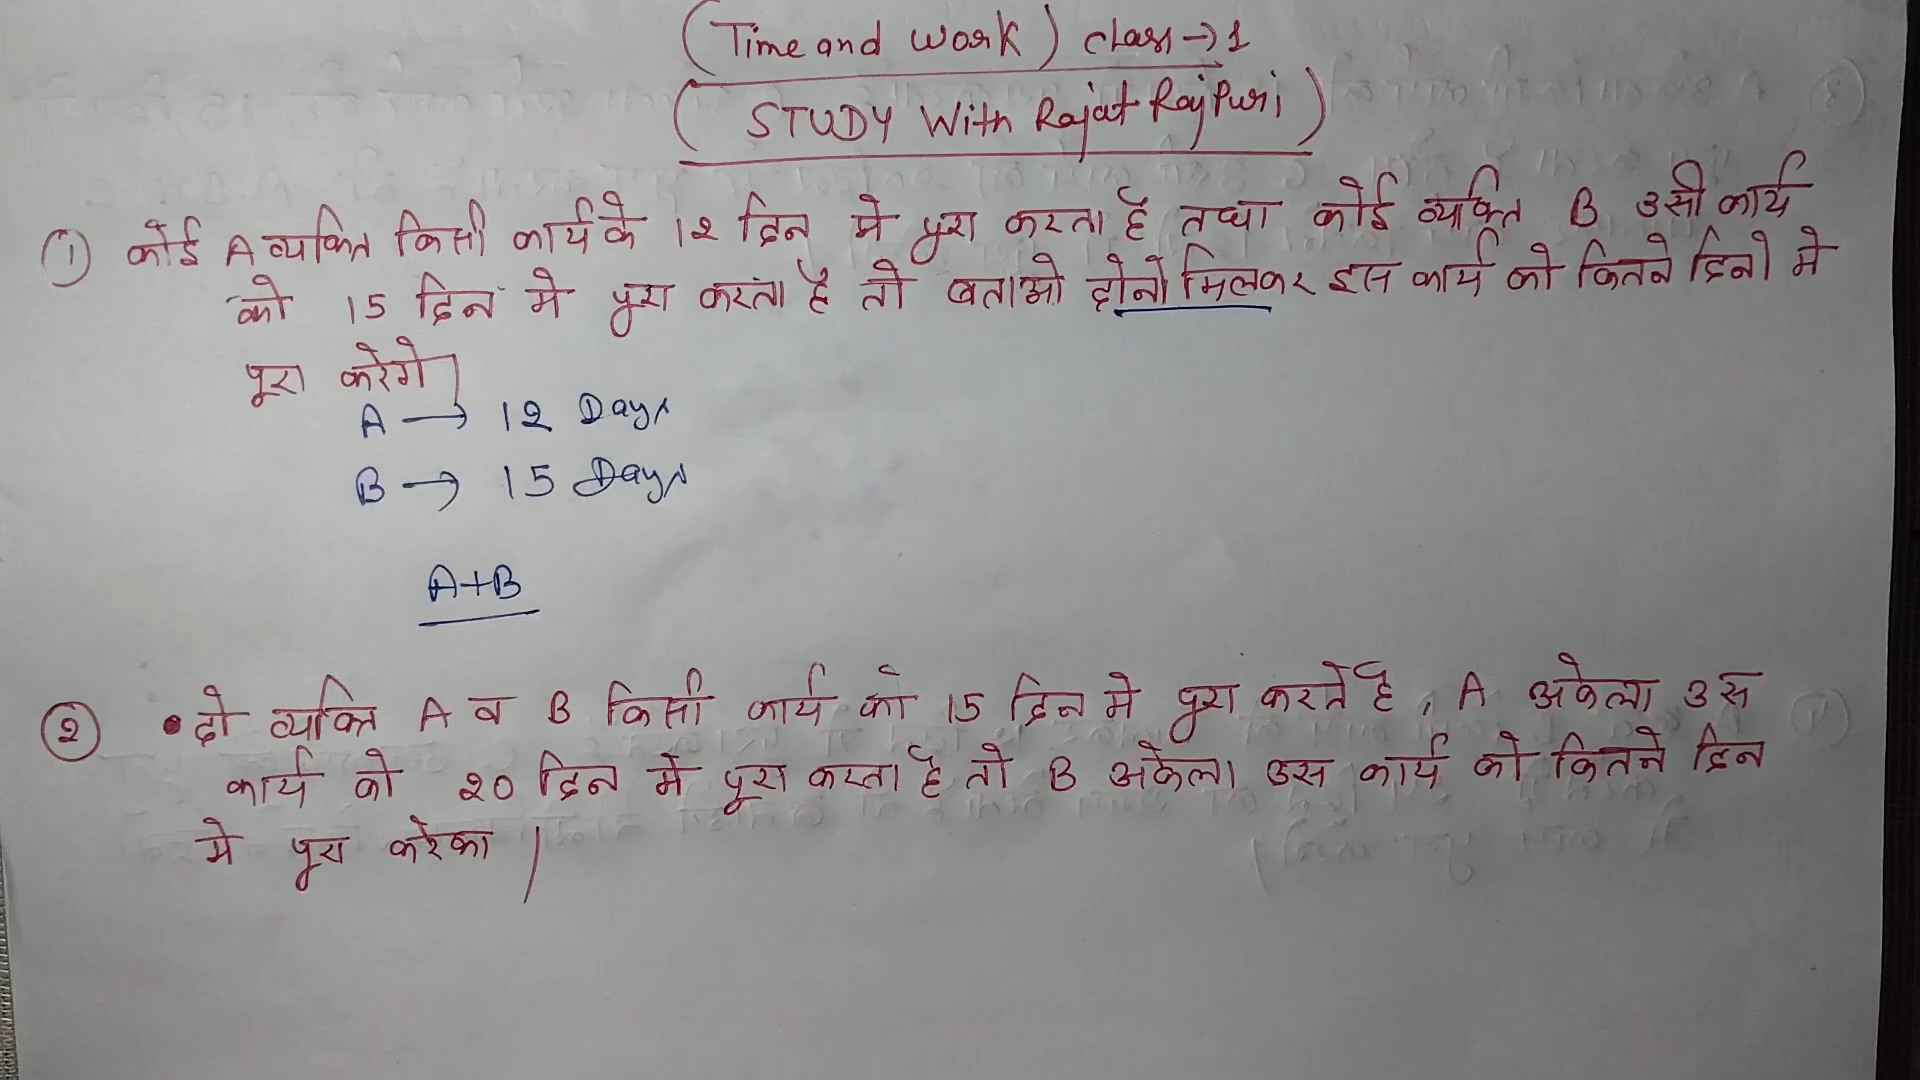 (Time and work) class→1
(STUDY With Rajat Rajpuri)
① कोई A व्यक्ति किसी कार्य के 12 दिन मे पूरा करता है तथा कोई व्यक्ति B उसी कार्य
को 15 दिन मे पूरा करता है तो बताओ दोनो मिलकर इस कार्य को कितने दिनो मे
पूरा करेगे|
A → 12 Days
B → 15 Days
A+B
② • दो व्यक्ति A व B किसी कार्य को 15 दिन मे पूरा करते है, A अकेला उस
कार्य को 20 दिन मे पूरा करता है तो B अकेला उस कार्य को कितने दिन
मे पूरा करेका |